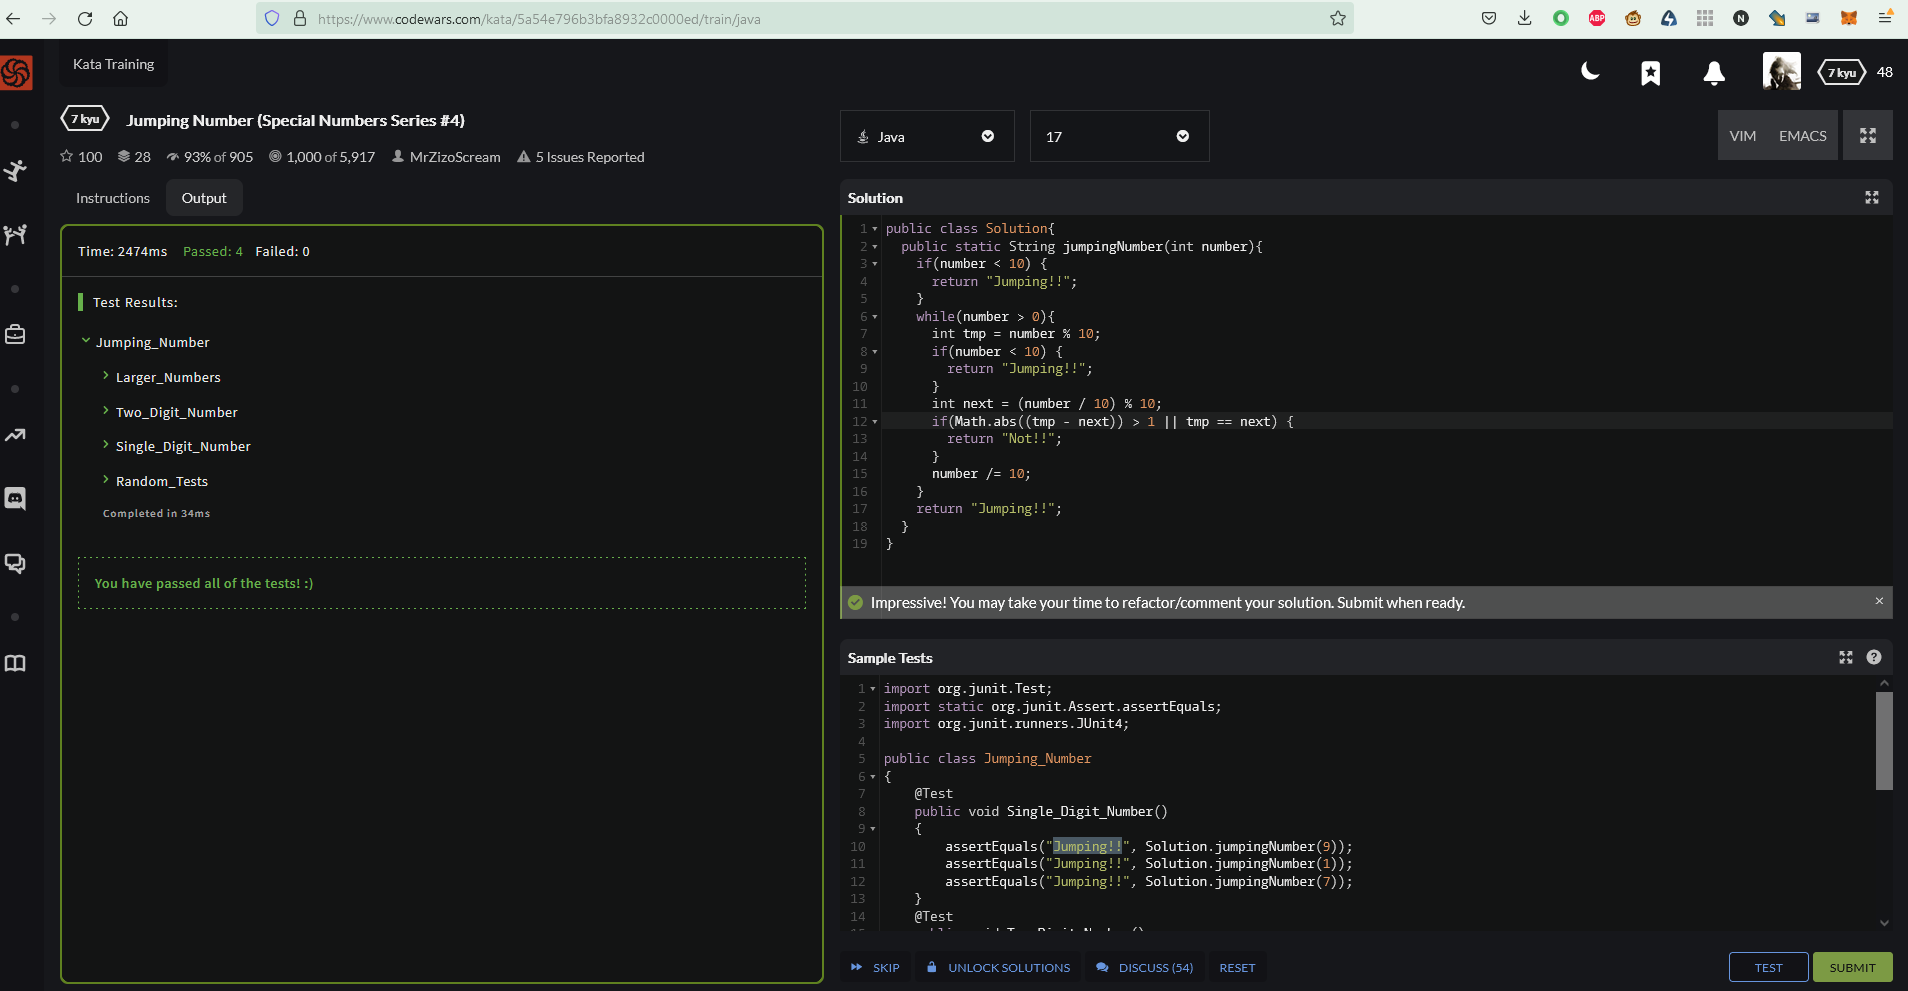 https://www.codewars.com/kata/5a54e796b3bfa8932c0000ed/train/java
ABP
N
Kata Training
7 kyu
48
7 kyu
Jumping Number (Special Numbers Series #4)
100
28
93% of 905
1,000 of 5,917
MrZizoScream
5 Issues Reported
Instructions
Output
Time: 2474ms
Passed: 4
Failed: 0
Test Results:
Jumping_Number
Larger_Numbers
Two_Digit_Number
Single_Digit_Number
Random_Tests
Completed in 34ms
You have passed all of the tests! :)
Java
17
VIM
EMACS
Solution
1 public class Solution{
2 public static String jumpingNumber(int number){
3 if(number < 10) {
4 return "Jumping!!";
5 }
6 while(number > 0){
7 int tmp = number % 10;
8 if(number < 10) {
9 return "Jumping!!";
10 }
11 int next = (number / 10) % 10;
12 if(Math.abs((tmp - next)) > 1 || tmp == next) {
13 return "Not!!";
14 }
15 number /= 10;
16 }
17 return "Jumping!!";
18 }
19 }
Impressive! You may take your time to refactor/comment your solution. Submit when ready.
Sample Tests
1 import org.junit.Test;
2 import static org.junit.Assert.assertEquals;
3 import org.junit.runners.JUnit4;
4
5 public class Jumping_Number
6 {
7 @Test
8 public void Single_Digit_Number()
9 {
10 assertEquals("Jumping!!", Solution.jumpingNumber(9));
11 assertEquals("Jumping!!", Solution.jumpingNumber(1));
12 assertEquals("Jumping!!", Solution.jumpingNumber(7));
13 }
14 @Test
SKIP
UNLOCK SOLUTIONS
DISCUSS (54)
RESET
TEST
SUBMIT